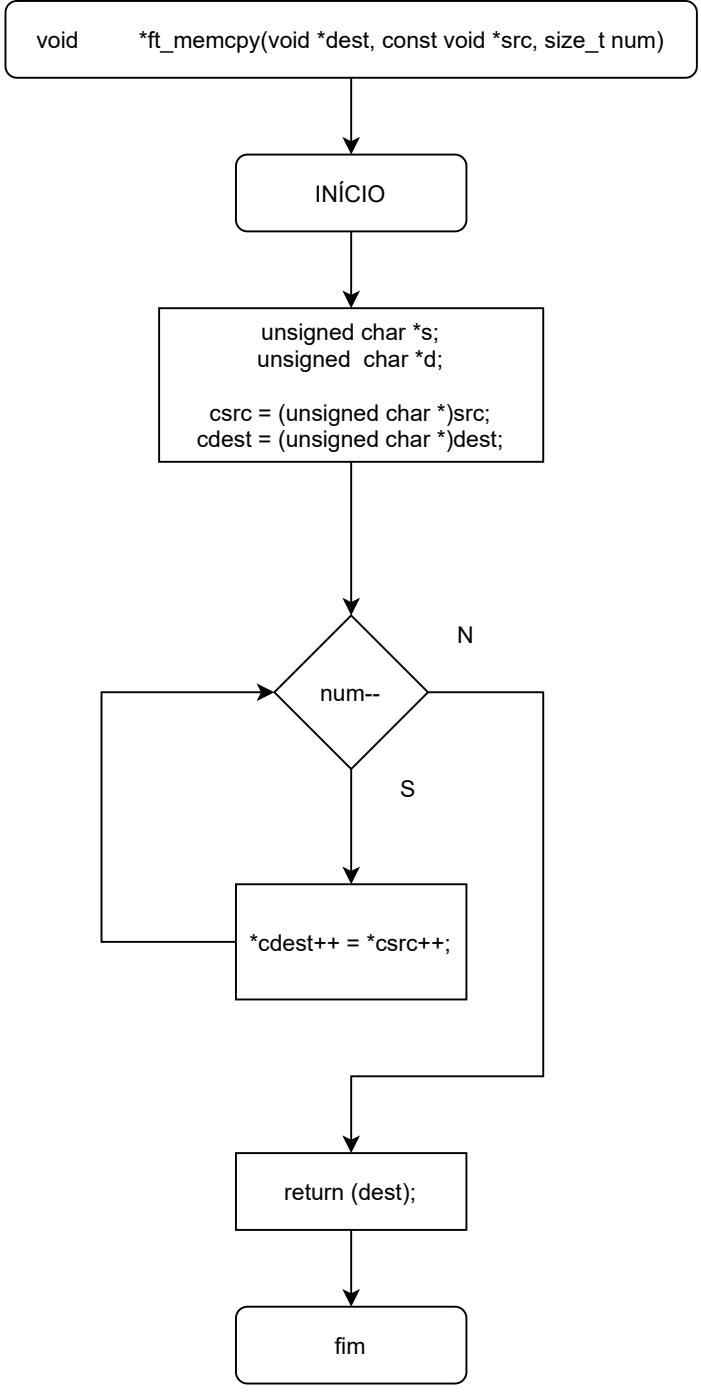 void *ft_memcpy(void *dest, const void *src, size_t num)
INÍCIO
unsigned char *s;
unsigned char *d;
csrc = (unsigned char *)src;
cdest = (unsigned char *)dest;
N
num--
S
*cdest++ = *csrc++;
return (dest);
fim